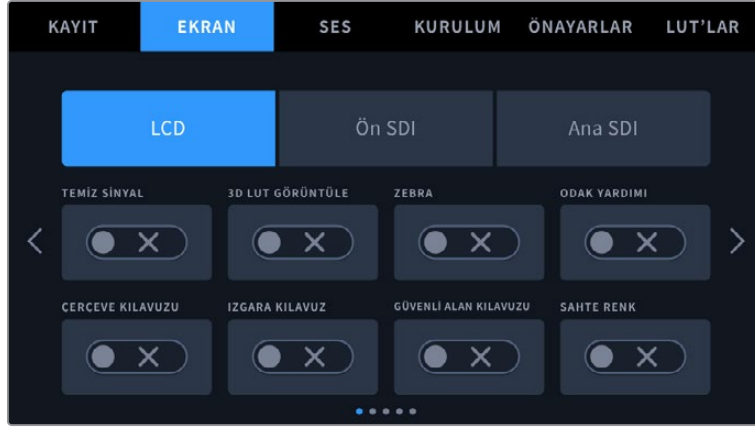 KAYIT EKRAN SES KURULUM ÖNAYARLAR LUT’LAR
LCD Ön SDI Ana SDI
TEMİZ SİNYAL 3D LUT GÖRÜNTÜLE ZEBRA ODAK YARDIMI
ÇERÇEVE KILAVUZU IZGARA KILAVUZ GÜVENLİ ALAN KILAVUZU SAHTE RENK